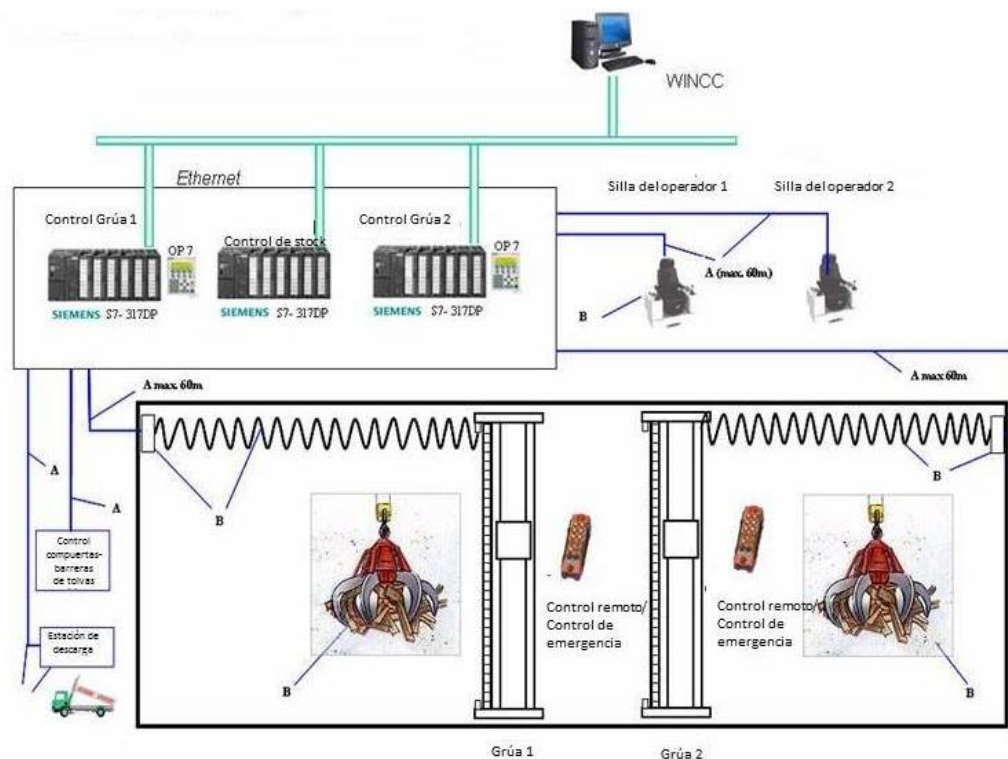 WINCC
Ethernet
Silla del operador 1
Silla del operador 2
Control Grúa 1
Control de stock
Control Grúa 2
OP 7
OP 7
A (max. 60m)
B
SIEMENS S7- 317DP
SIEMENS S7- 317DP
SIEMENS S7- 317DP
A max. 60m
A max 60m
A
A
B
B
Control
compuertas-
barreras
de tolvas
Control remoto/
Control de
emergencia
Control remoto/
Control de
emergencia
Estación de
descarga
B
B
Grúa 1
Grúa 2